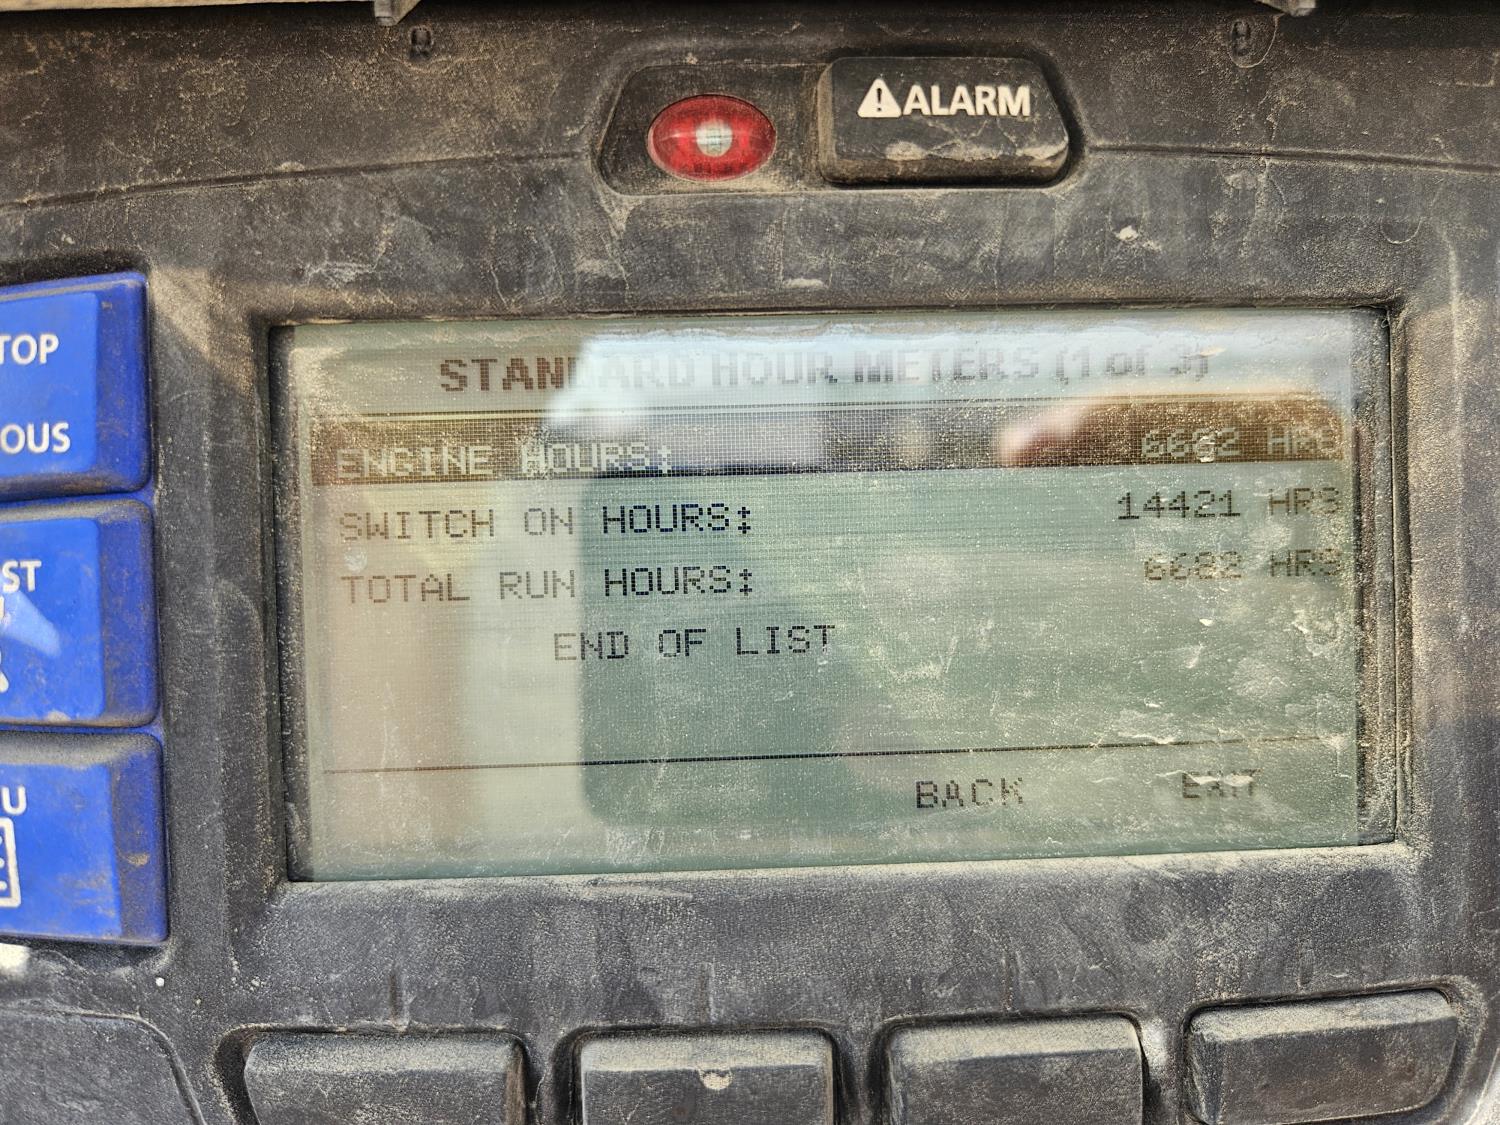 ALARM
TOP
OUS
ST
U
STANDARD HOUR METERS (1 of 3)
ENGINE HOURS: 6682 HRS
SWITCH ON HOURS: 14421 HRS
TOTAL RUN HOURS: 6682 HRS
END OF LIST
BACK EXIT